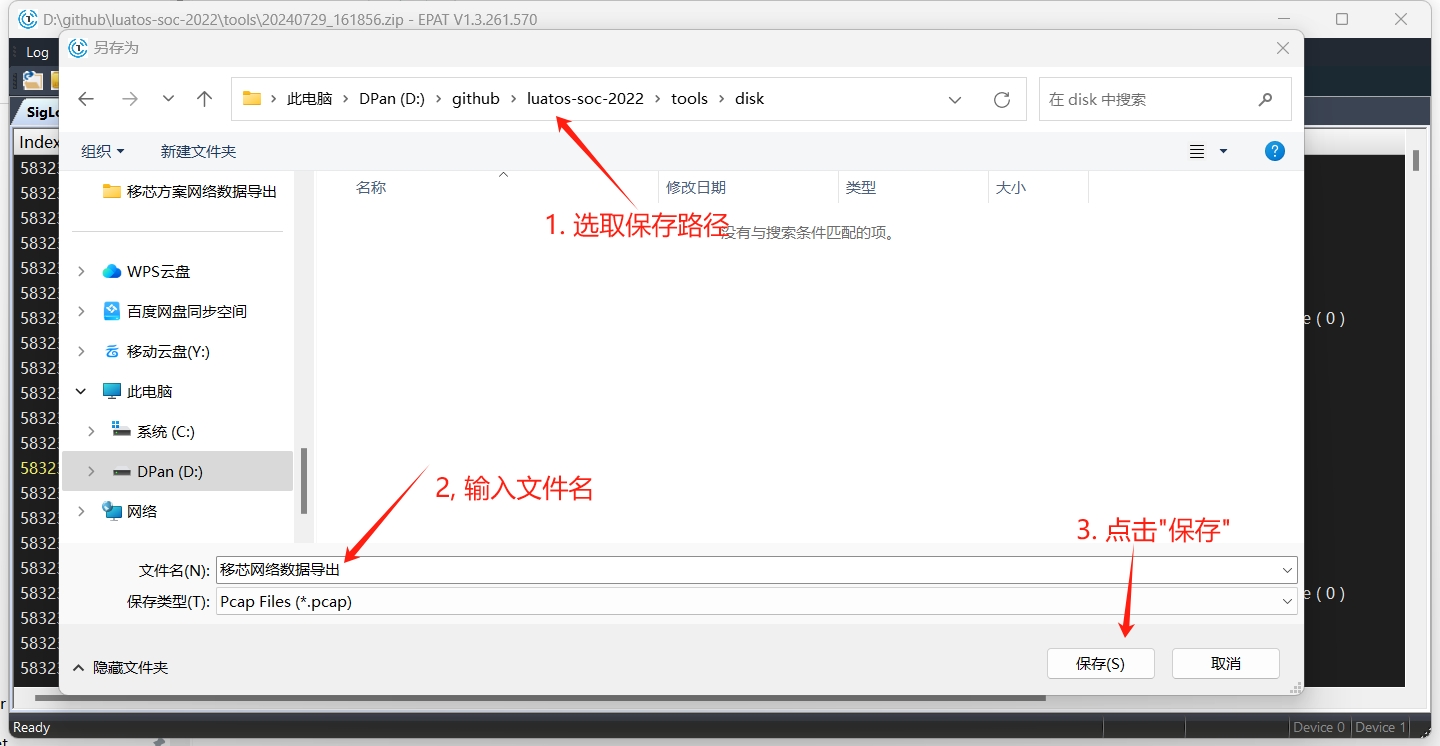 D:\github\luatos-soc-2022\tools\20240729_161856.zip - EPAT V1.3.261.570
Log
另存为
此电脑 > DPan (D:) > github > luatos-soc-2022 > tools > disk
在 disk 中搜索
SigLo
Index
组织 新建文件夹
移芯方案网络数据导出
名称 修改日期 类型 大小
1. 选取保存路径
没有与搜索条件匹配的项。
WPS云盘
百度网盘同步空间
移动云盘(Y:)
此电脑
系统 (C:)
DPan (D:)
网络
5832
5832
5832
5832
5832
5832
5832
e ( 0 )
5832
5832
5832
5832
5832
5832
5832
5832
5832
5832
5832
e ( 0 )
5832
5832
5832
2, 输入文件名
3. 点击"保存"
文件名(N): 移芯网络数据导出
保存类型(T): Pcap Files (*.pcap)
隐藏文件夹
保存(S) 取消
Ready
Device 0 Device 1